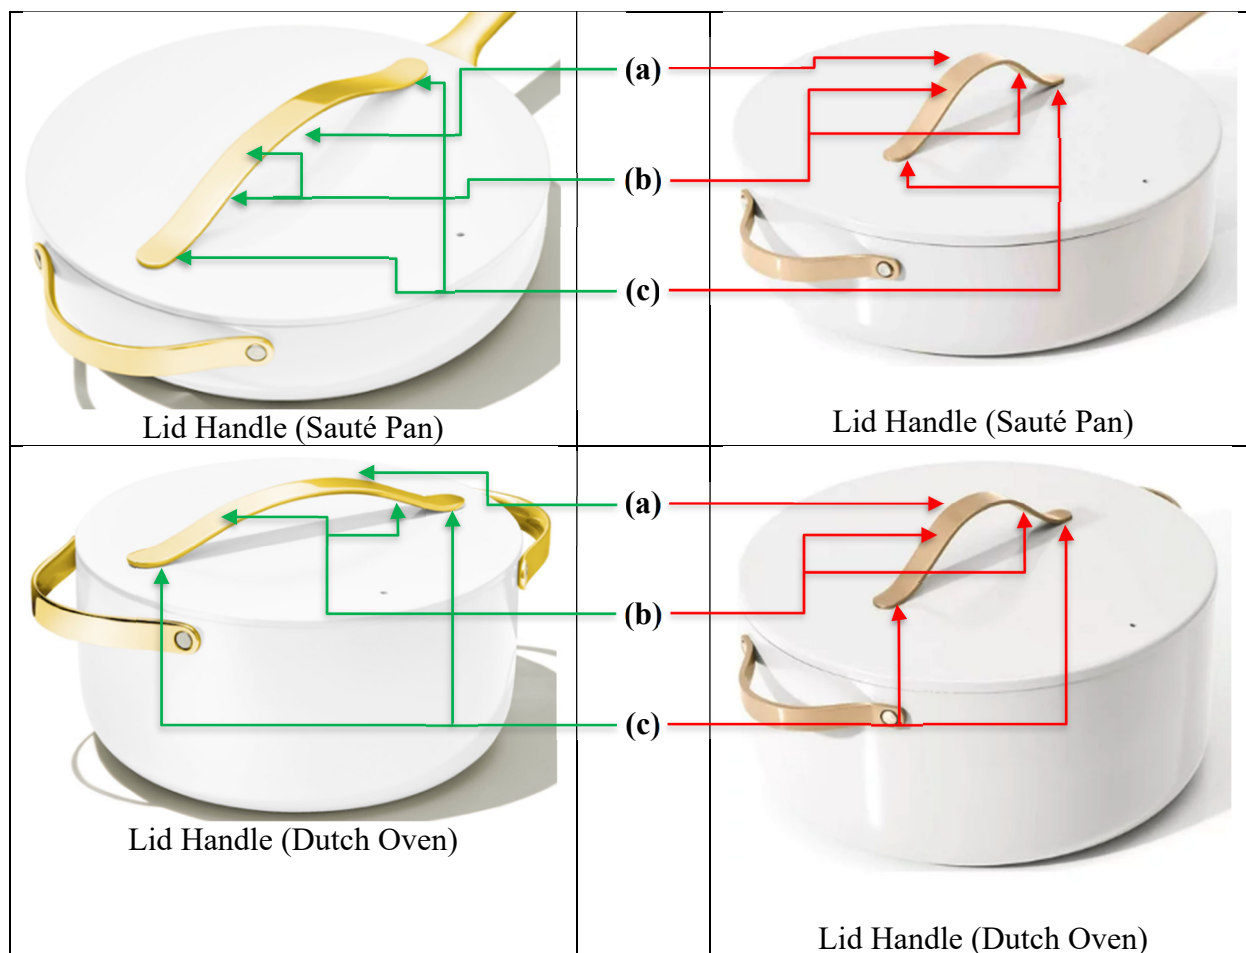 (a)
(b)
(c)
Lid Handle (Sauté Pan)
Lid Handle (Sauté Pan)
(a)
(b)
(c)
Lid Handle (Dutch Oven)
Lid Handle (Dutch Oven)